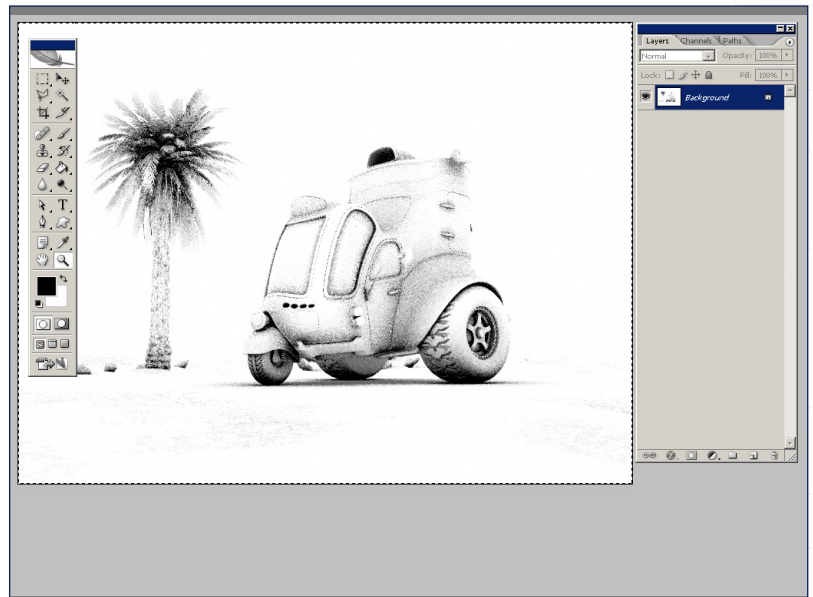 Layers Channels Paths
Normal Opacity: 100%
Lock: Fill: 100%
Background
T